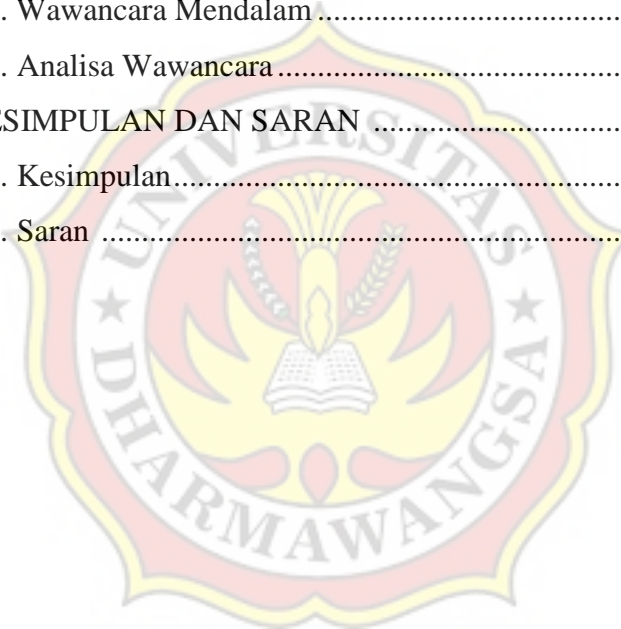 . Wawancara Mendalam ..........................................
. Analisa Wawancara ................................................
ESIMPULAN DAN SARAN ...................................
. Kesimpulan ..............................................................
. Saran ........................................................................
UNIVERSITAS
DHARMAWANGSA